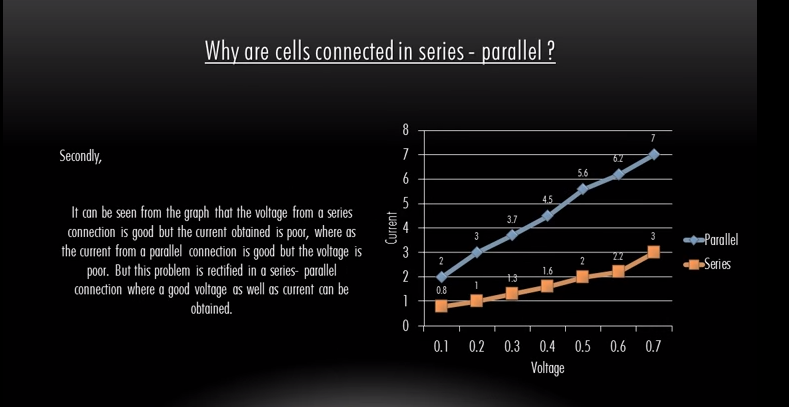 Why are cells connected in series - parallel ?
Secondly,
It can be seen from the graph that the voltage from a series
connection is good but the current obtained is poor, where as
the current from a parallel connection is good but the voltage is
poor. But this problem is rectified in a series- parallel
connection where a good voltage as well as current can be
obtained.
8
7
6
5
4
3
2
1
0
Current
2
3
3.7
4.5
5.6
6.2
7
0.8
1
1.3
1.6
2
2.2
3
0.1 0.2 0.3 0.4 0.5 0.6 0.7
Voltage
Parallel
Series